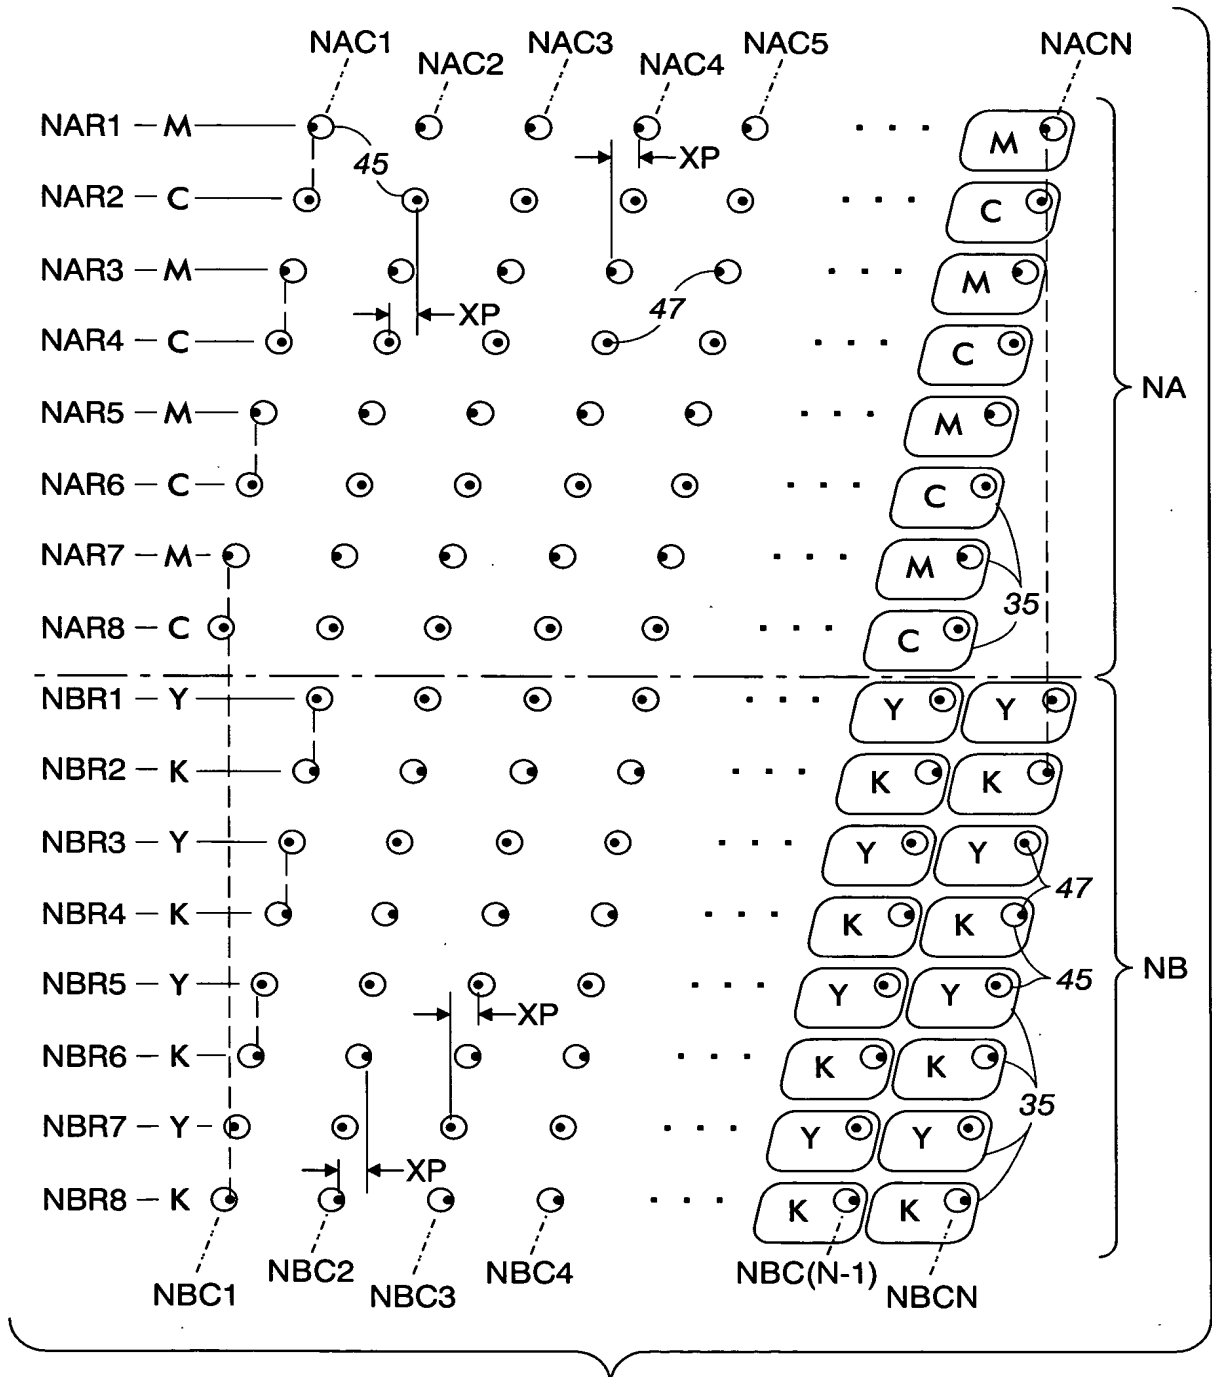 NAC1 NAC2 NAC3 NAC4 NAC5 NACN
NAR1 – M 45 XP M
NAR2 – C C
NAR3 – M M
XP 47
NAR4 – C C
NA
NAR5 – M M
NAR6 – C C
NAR7 – M M
35
NAR8 – C C
NBR1 – Y Y Y
NBR2 – K K K
NBR3 – Y Y Y
47
NBR4 – K K K
NB
NBR5 – Y Y Y 45
XP
NBR6 – K K K
35
NBR7 – Y Y Y
XP
NBR8 – K K K
NBC1 NBC2 NBC3 NBC4 NBC(N-1) NBCN